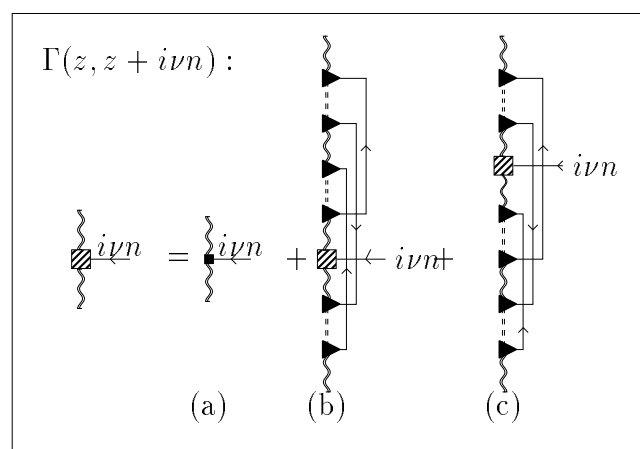 Γ(z, z + iνn) :
iνn = iνn + iνn + iνn
(a) (b) (c)